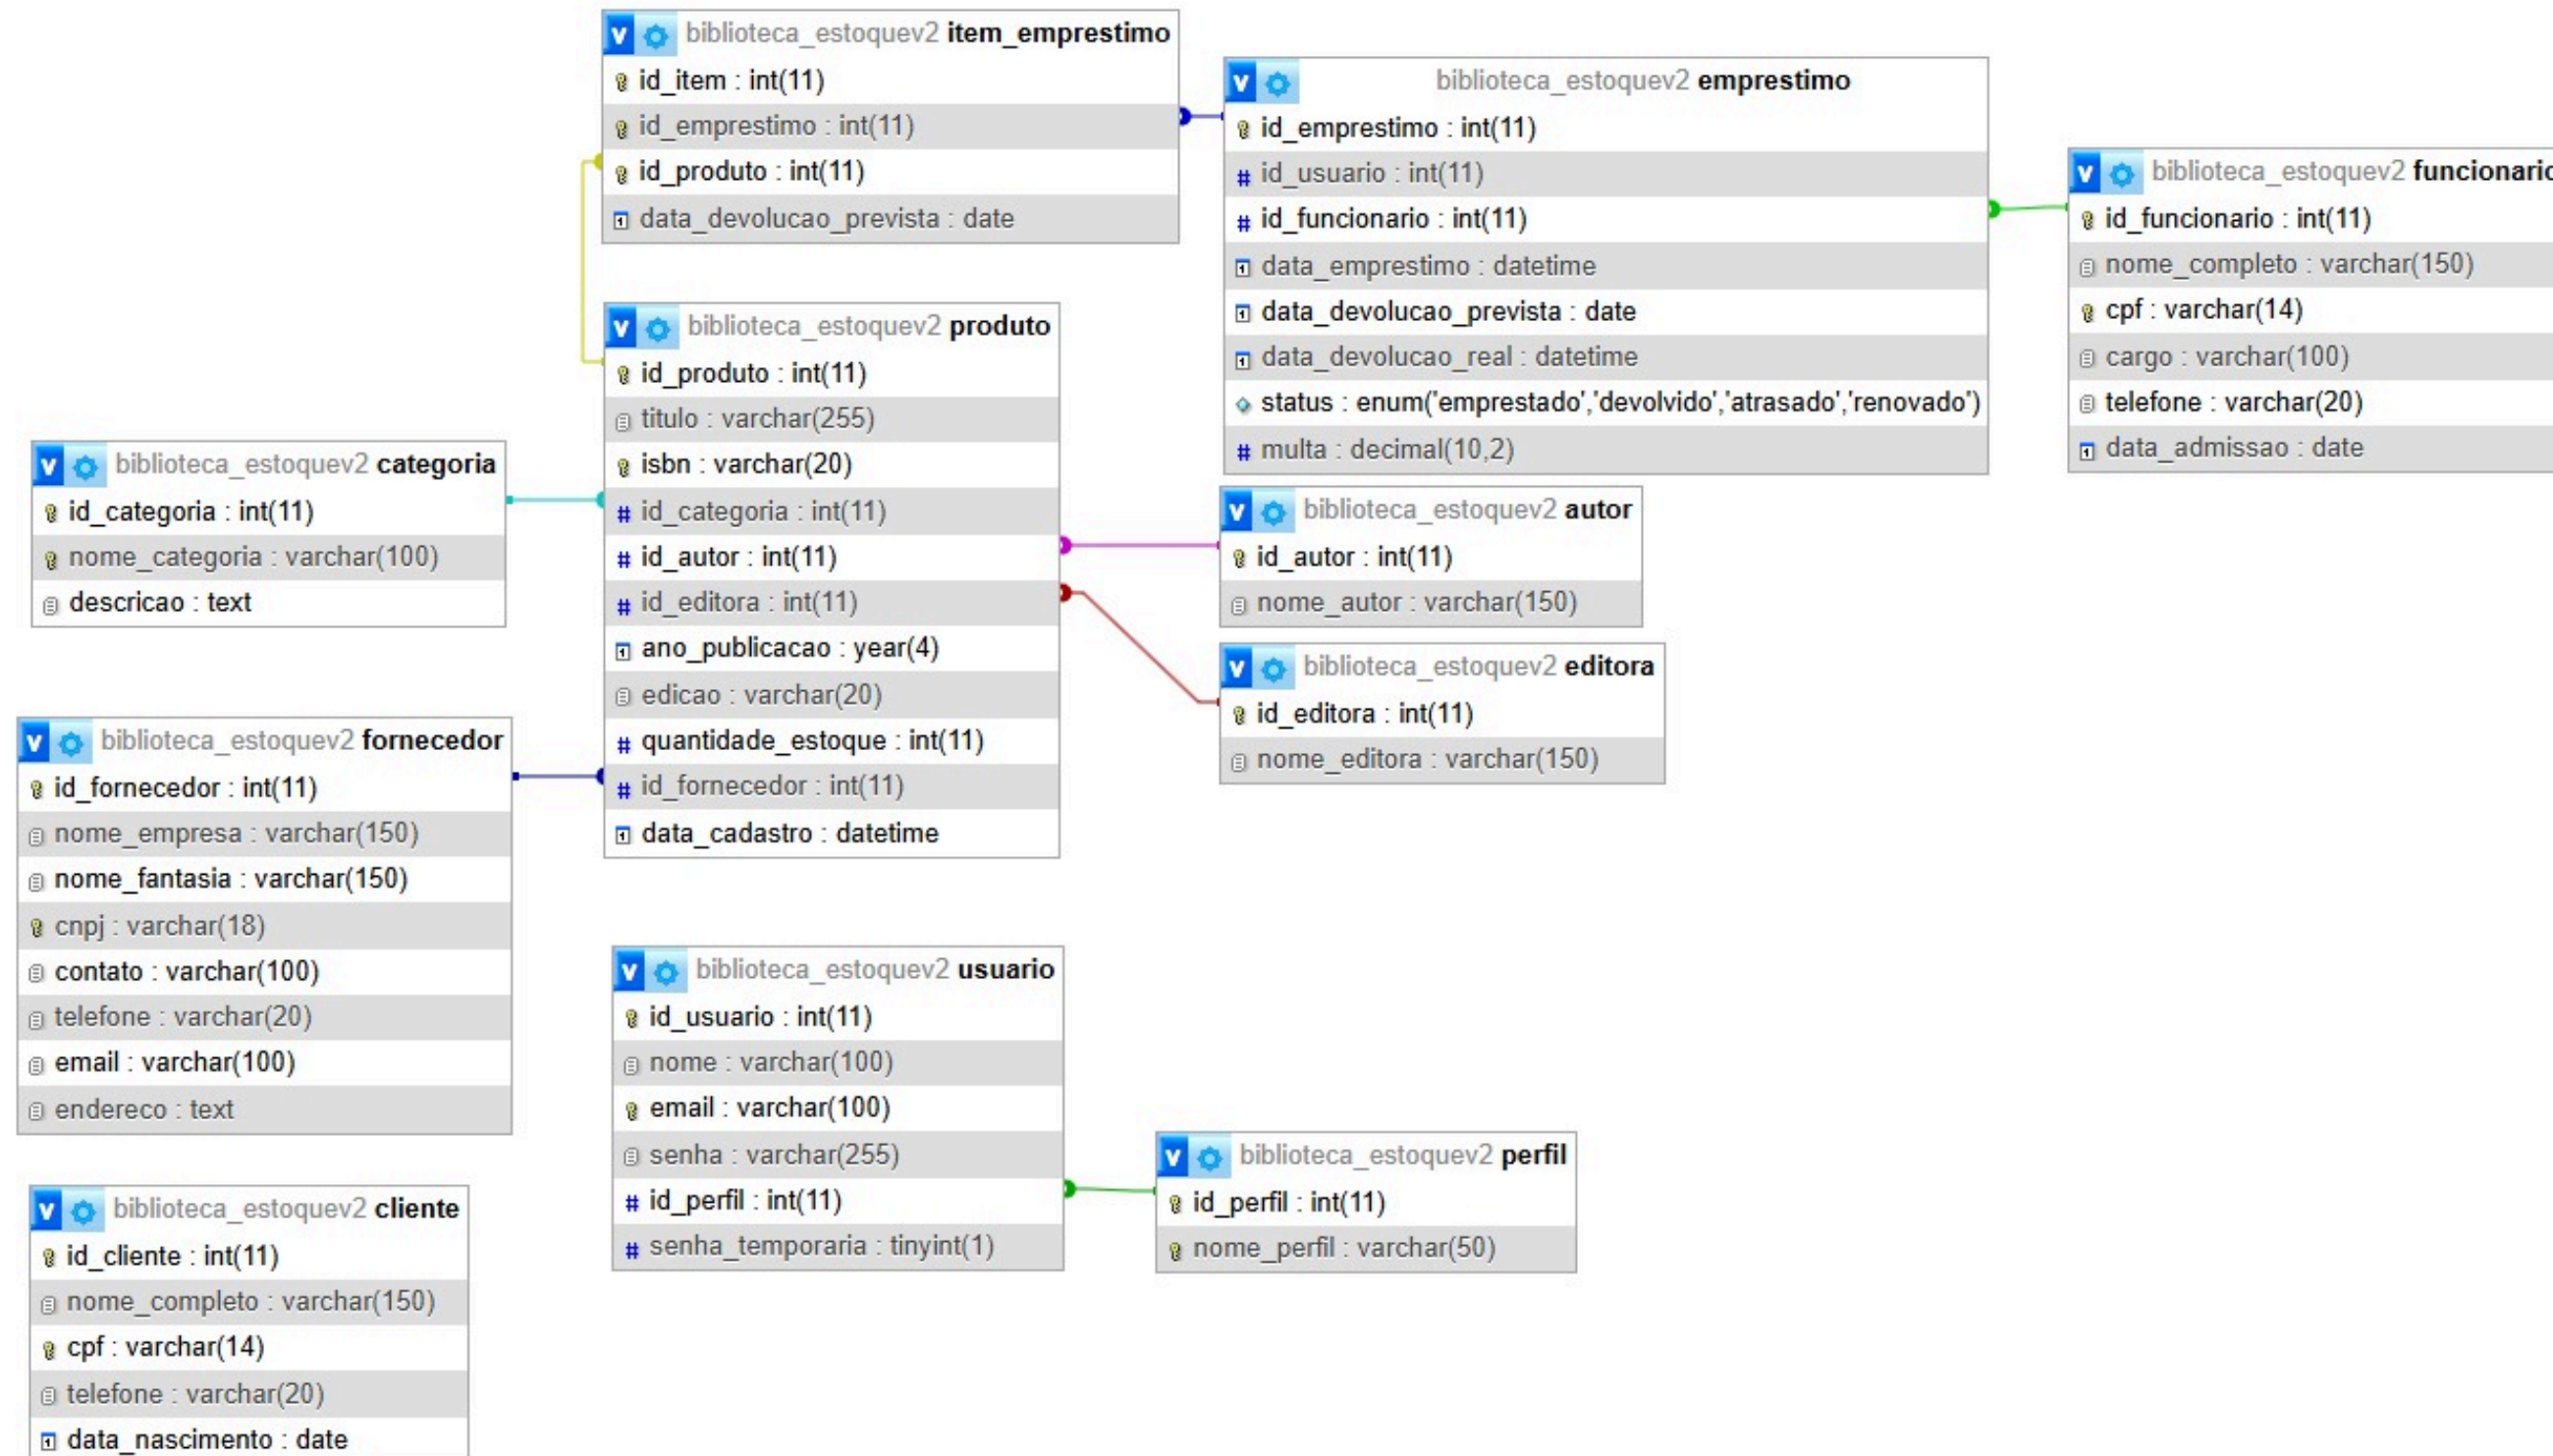 biblioteca_estoquev2 item_emprestimo
id_item : int(11)
id_emprestimo : int(11)
id_produto : int(11)
data_devolucao_prevista : date
biblioteca_estoquev2 emprestimo
id_emprestimo : int(11)
id_usuario : int(11)
id_funcionario : int(11)
data_emprestimo : datetime
data_devolucao_prevista : date
data_devolucao_real : datetime
status : enum('emprestado','devolvido','atrasado','renovado')
multa : decimal(10,2)
biblioteca_estoquev2 funcionario
id_funcionario : int(11)
nome_completo : varchar(150)
cpf : varchar(14)
cargo : varchar(100)
telefone : varchar(20)
data_admissao : date
biblioteca_estoquev2 produto
id_produto : int(11)
titulo : varchar(255)
isbn : varchar(20)
id_categoria : int(11)
id_autor : int(11)
id_editora : int(11)
ano_publicacao : year(4)
edicao : varchar(20)
quantidade_estoque : int(11)
id_fornecedor : int(11)
data_cadastro : datetime
biblioteca_estoquev2 categoria
id_categoria : int(11)
nome_categoria : varchar(100)
descricao : text
biblioteca_estoquev2 autor
id_autor : int(11)
nome_autor : varchar(150)
biblioteca_estoquev2 editora
id_editora : int(11)
nome_editora : varchar(150)
biblioteca_estoquev2 fornecedor
id_fornecedor : int(11)
nome_empresa : varchar(150)
nome_fantasia : varchar(150)
cnpj : varchar(18)
contato : varchar(100)
telefone : varchar(20)
email : varchar(100)
endereco : text
biblioteca_estoquev2 usuario
id_usuario : int(11)
nome : varchar(100)
email : varchar(100)
senha : varchar(255)
id_perfil : int(11)
senha_temporaria : tinyint(1)
biblioteca_estoquev2 perfil
id_perfil : int(11)
nome_perfil : varchar(50)
biblioteca_estoquev2 cliente
id_cliente : int(11)
nome_completo : varchar(150)
cpf : varchar(14)
telefone : varchar(20)
data_nascimento : date